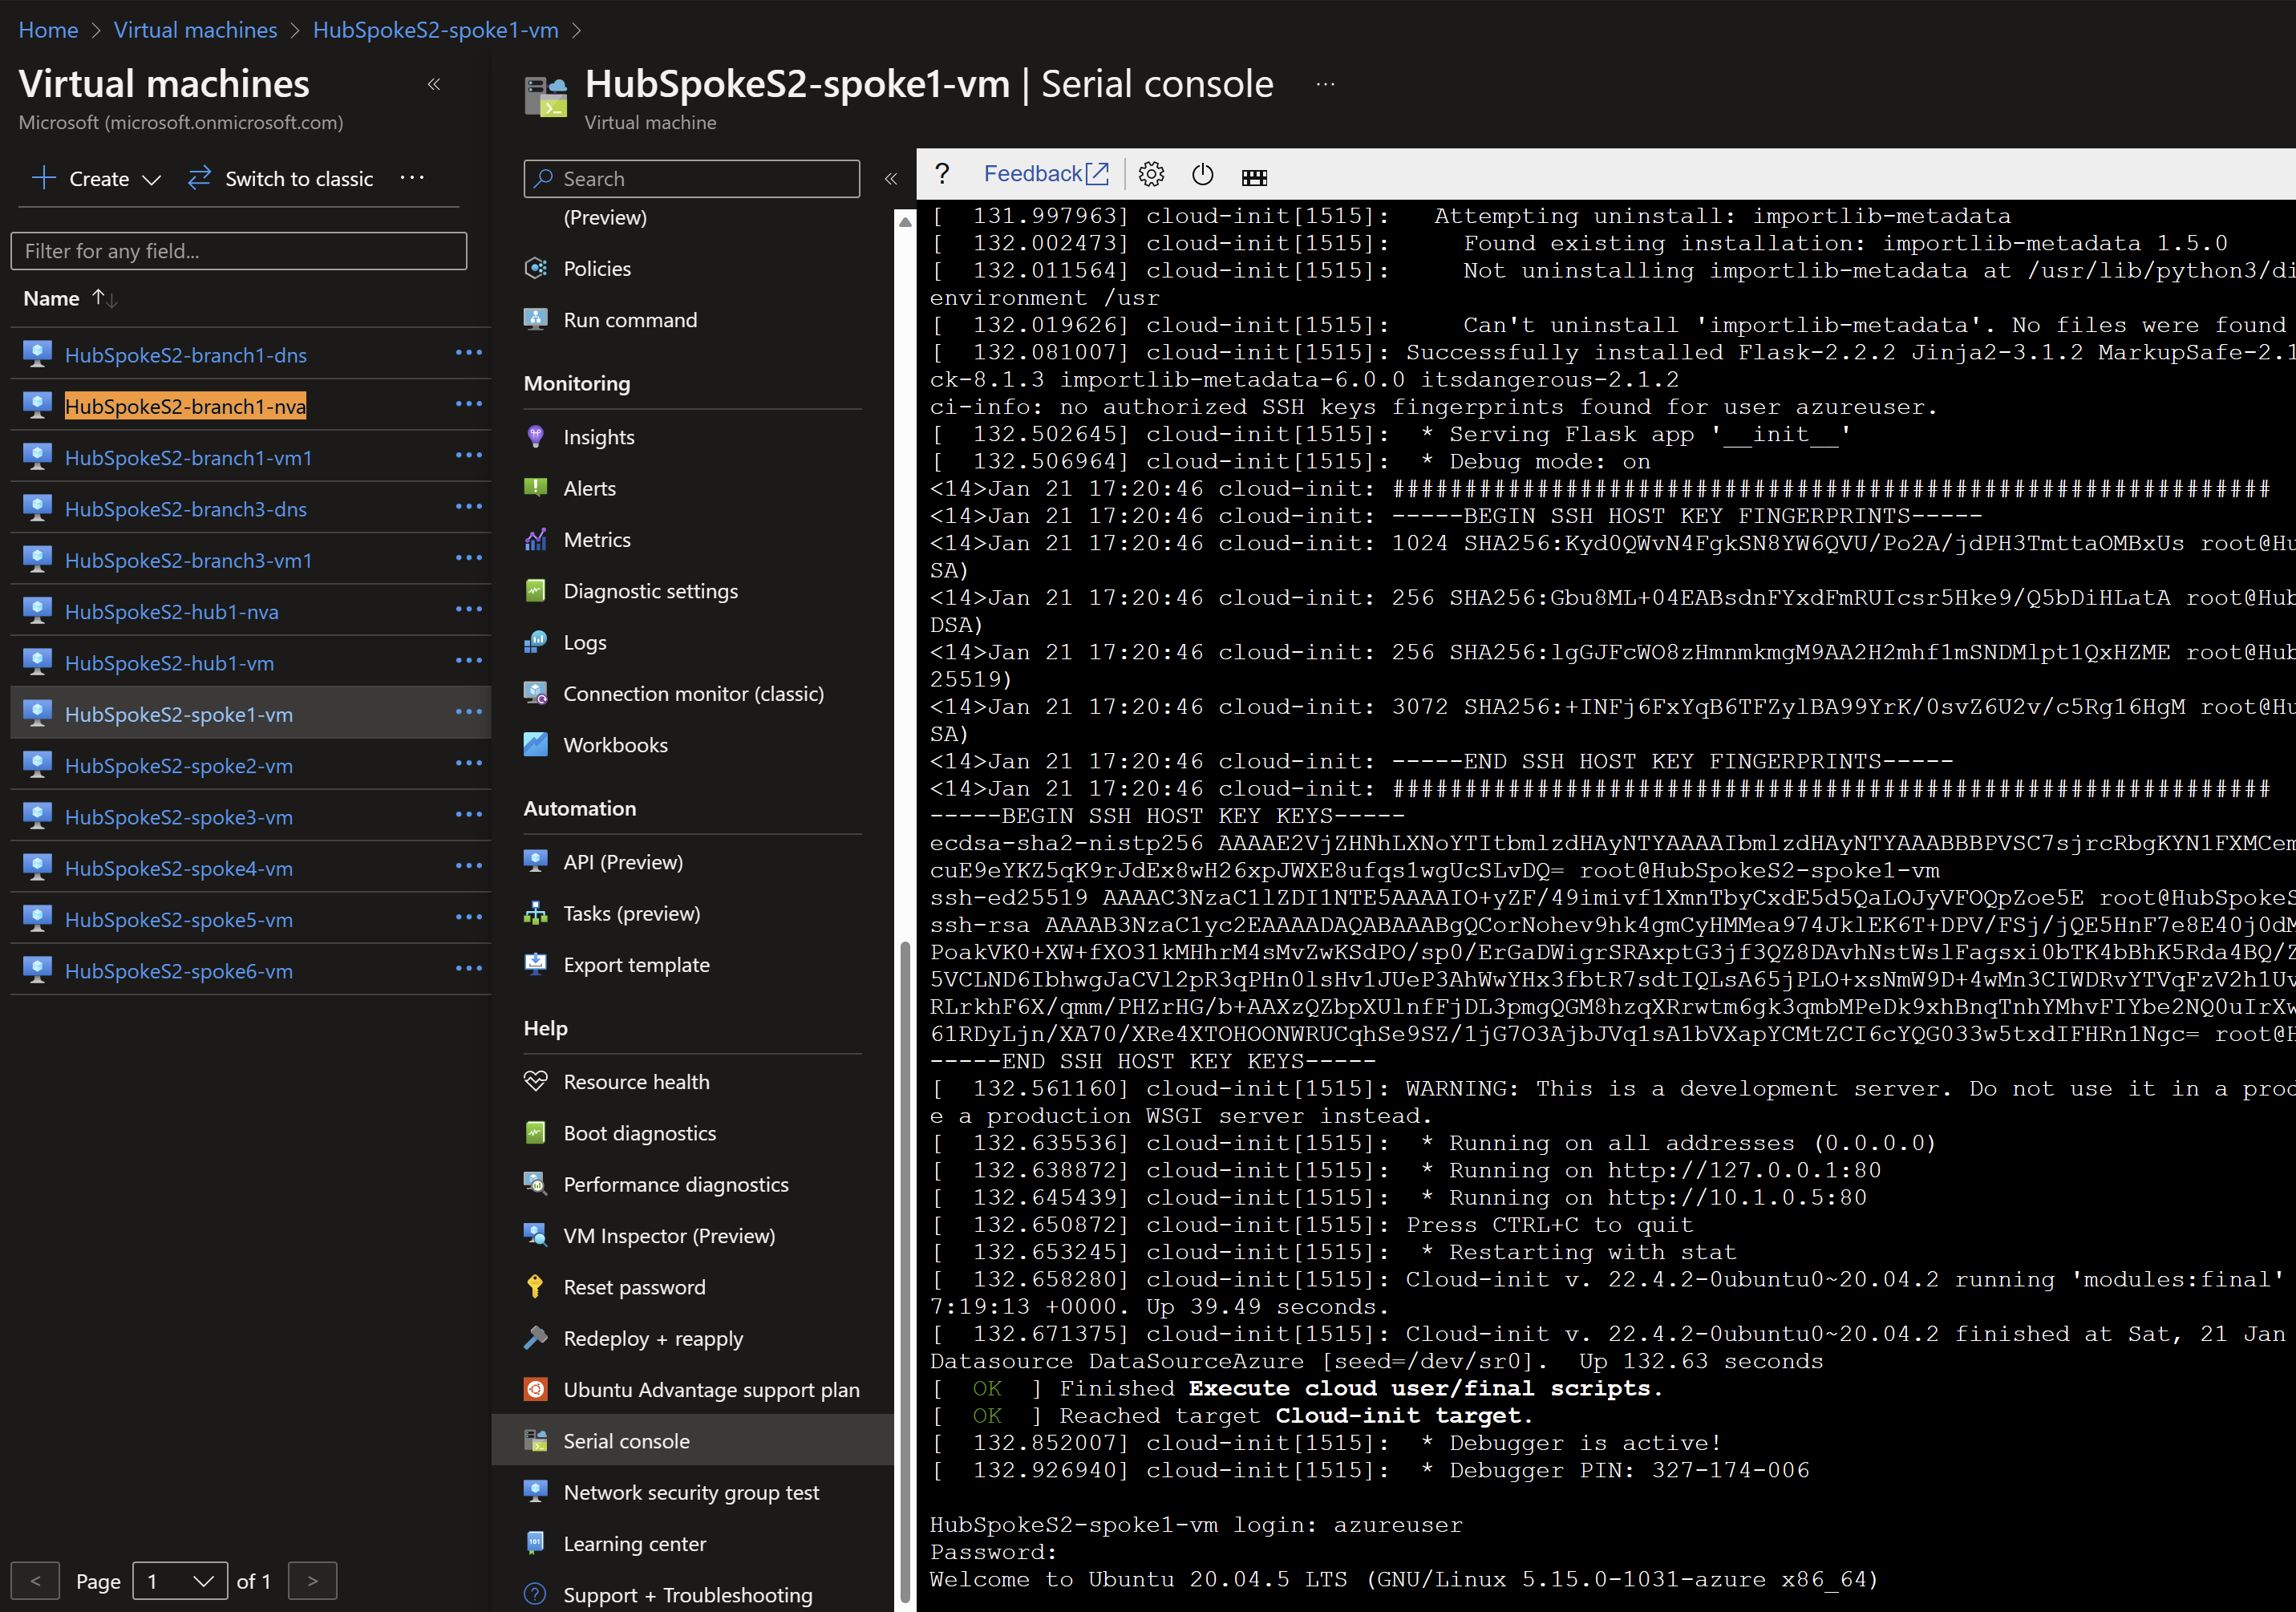 Home > Virtual machines > HubSpokeS2-spoke1-vm >
Virtual machines
Microsoft (microsoft.onmicrosoft.com)
Create
Switch to classic
Filter for any field...
Name
HubSpokeS2-branch1-dns
HubSpokeS2-branch1-nva
HubSpokeS2-branch1-vm1
HubSpokeS2-branch3-dns
HubSpokeS2-branch3-vm1
HubSpokeS2-hub1-nva
HubSpokeS2-hub1-vm
HubSpokeS2-spoke1-vm
HubSpokeS2-spoke2-vm
HubSpokeS2-spoke3-vm
HubSpokeS2-spoke4-vm
HubSpokeS2-spoke5-vm
HubSpokeS2-spoke6-vm
< Page 1 of 1 >
HubSpokeS2-spoke1-vm | Serial console
Virtual machine
Search
(Preview)
Policies
Run command
Monitoring
Insights
Alerts
Metrics
Diagnostic settings
Logs
Connection monitor (classic)
Workbooks
Automation
API (Preview)
Tasks (preview)
Export template
Help
Resource health
Boot diagnostics
Performance diagnostics
VM Inspector (Preview)
Reset password
Redeploy + reapply
Ubuntu Advantage support plan
Serial console
Network security group test
Learning center
Support + Troubleshooting
? Feedback
[  131.997963] cloud-init[1515]:   Attempting uninstall: importlib-metadata
[  132.002473] cloud-init[1515]:     Found existing installation: importlib-metadata 1.5.0
[  132.011564] cloud-init[1515]:     Not uninstalling importlib-metadata at /usr/lib/python3/di
environment /usr
[  132.019626] cloud-init[1515]:     Can't uninstall 'importlib-metadata'. No files were found
[  132.081007] cloud-init[1515]: Successfully installed Flask-2.2.2 Jinja2-3.1.2 MarkupSafe-2.1
ck-8.1.3 importlib-metadata-6.0.0 itsdangerous-2.1.2
ci-info: no authorized SSH keys fingerprints found for user azureuser.
[  132.502645] cloud-init[1515]:  * Serving Flask app '__init__'
[  132.506964] cloud-init[1515]:  * Debug mode: on
<14>Jan 21 17:20:46 cloud-init: #############################################################
<14>Jan 21 17:20:46 cloud-init: -----BEGIN SSH HOST KEY FINGERPRINTS-----
<14>Jan 21 17:20:46 cloud-init: 1024 SHA256:Kyd0QWvN4FgkSN8YW6QVU/Po2A/jdPH3TmttaOMBxUs root@Hu
SA)
<14>Jan 21 17:20:46 cloud-init: 256 SHA256:Gbu8ML+04EABsdnFYxdFmRUIcsr5Hke9/Q5bDiHLatA root@Hub
DSA)
<14>Jan 21 17:20:46 cloud-init: 256 SHA256:lgGJFcWO8zHmnmkmgM9AA2H2mhf1mSNDMlpt1QxHZME root@Hub
25519)
<14>Jan 21 17:20:46 cloud-init: 3072 SHA256:+INFj6FxYqB6TFZylBA99YrK/0svZ6U2v/c5Rg16HgM root@Hu
SA)
<14>Jan 21 17:20:46 cloud-init: -----END SSH HOST KEY FINGERPRINTS-----
<14>Jan 21 17:20:46 cloud-init: #############################################################
-----BEGIN SSH HOST KEY KEYS-----
ecdsa-sha2-nistp256 AAAAE2VjZHNhLXNoYTItbmlzdHAyNTYAAAAIbmlzdHAyNTYAAABBBPVSC7sjrcRbgKYN1FXMCem
cuE9eYKZ5qK9rJdEx8wH26xpJWXE8ufqs1wgUcSLvDQ= root@HubSpokeS2-spoke1-vm
ssh-ed25519 AAAAC3NzaC1lZDI1NTE5AAAAIO+yZF/49imivf1XmnTbyCxdE5d5QaLOJyVFOQpZoe5E root@HubSpokeS
ssh-rsa AAAAB3NzaC1yc2EAAAADAQABAAABgQCorNohev9hk4gmCyHMMea974JklEK6T+DPV/FSj/jQE5HnF7e8E40j0dM
PoakVK0+XW+fXO31kMHhrM4sMvZwKSdPO/sp0/ErGaDWigrSRAxptG3jf3QZ8DAvhNstWslFagsxi0bTK4bBhK5Rda4BQ/Z
5VCLND6IbhwgJaCVl2pR3qPHn0lsHv1JUeP3AhWwYHx3fbtR7sdtIQLsA65jPLO+xsNmW9D+4wMn3CIWDRvYTVqFzV2h1Uv
RLrkhF6X/qmm/PHZrHG/b+AAXzQZbpXUlnfFjDL3pmgQGM8hzqXRrwtm6gk3qmbMPeDk9xhBnqTnhYMhvFIYbe2NQ0uIrXw
61RDyLjn/XA70/XRe4XTOHOONWRUCqhSe9SZ/1jG7O3AjbJVq1sA1bVXapYCMtZCI6cYQG033w5txdIFHRn1Ngc= root@H
-----END SSH HOST KEY KEYS-----
[  132.561160] cloud-init[1515]: WARNING: This is a development server. Do not use it in a prod
e a production WSGI server instead.
[  132.635536] cloud-init[1515]:  * Running on all addresses (0.0.0.0)
[  132.638872] cloud-init[1515]:  * Running on http://127.0.0.1:80
[  132.645439] cloud-init[1515]:  * Running on http://10.1.0.5:80
[  132.650872] cloud-init[1515]: Press CTRL+C to quit
[  132.653245] cloud-init[1515]:  * Restarting with stat
[  132.658280] cloud-init[1515]: Cloud-init v. 22.4.2-0ubuntu0~20.04.2 running 'modules:final'
7:19:13 +0000. Up 39.49 seconds.
[  132.671375] cloud-init[1515]: Cloud-init v. 22.4.2-0ubuntu0~20.04.2 finished at Sat, 21 Jan
Datasource DataSourceAzure [seed=/dev/sr0].  Up 132.63 seconds
[  OK  ] Finished Execute cloud user/final scripts.
[  OK  ] Reached target Cloud-init target.
[  132.852007] cloud-init[1515]:  * Debugger is active!
[  132.926940] cloud-init[1515]:  * Debugger PIN: 327-174-006
HubSpokeS2-spoke1-vm login: azureuser
Password:
Welcome to Ubuntu 20.04.5 LTS (GNU/Linux 5.15.0-1031-azure x86_64)